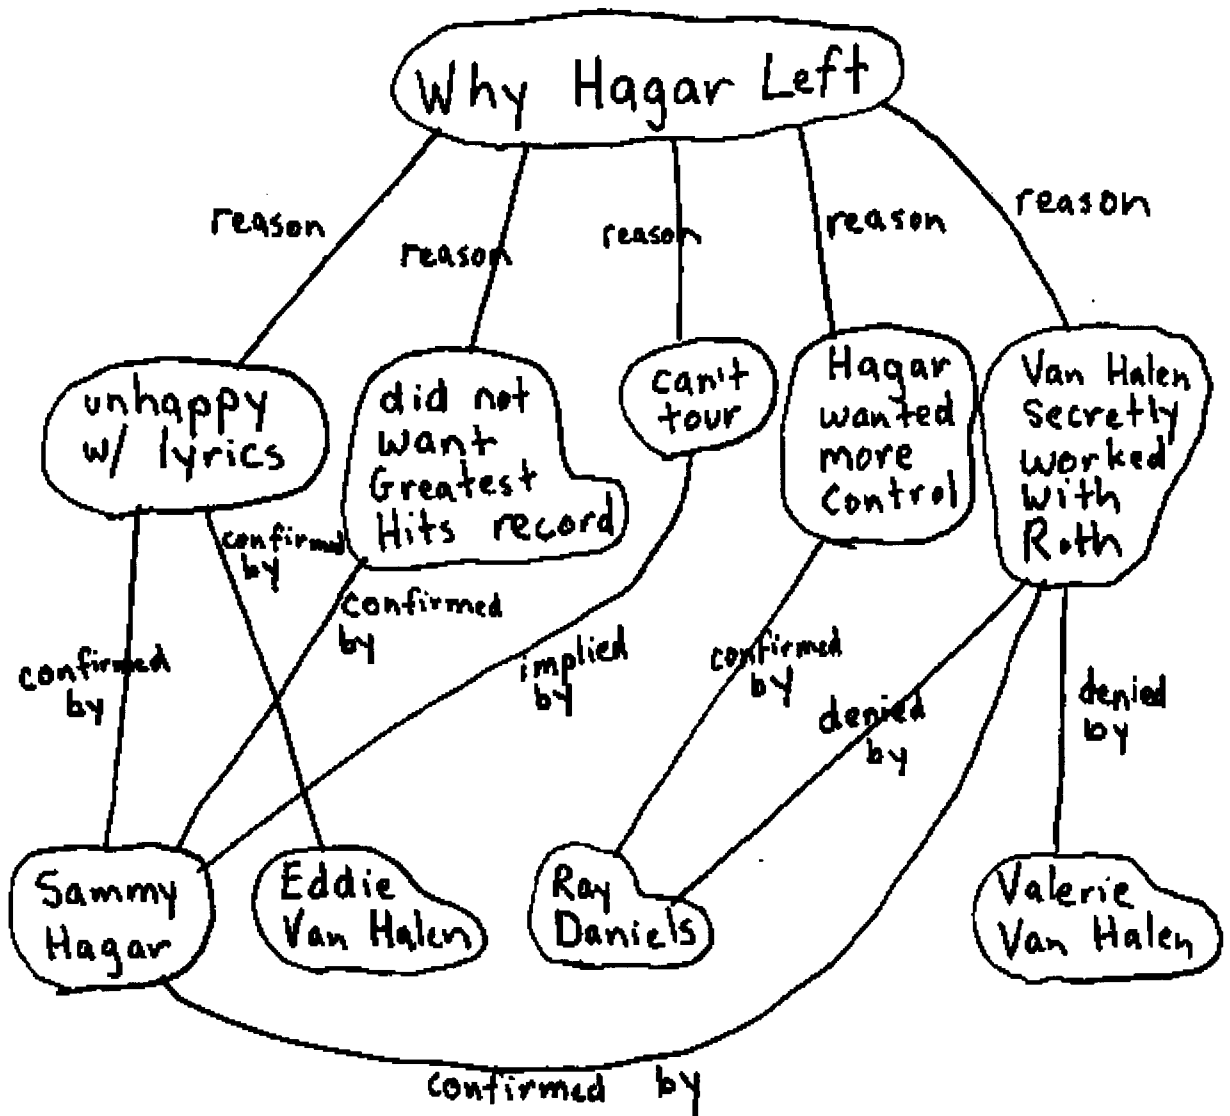 Why Hagar Left
reason
reason
reason
reason
reason
unhappy
w/ lyrics
did not
want
Greatest
Hits record
can't
tour
Hagar
wanted
more
control
Van Halen
secretly
worked
with
Roth
confirmed
by
confirmed
by
confirmed
by
implied
by
confirmed
by
denied
by
denied
by
Sammy
Hagar
Eddie
Van Halen
Ray
Daniels
Valerie
Van Halen
confirmed by